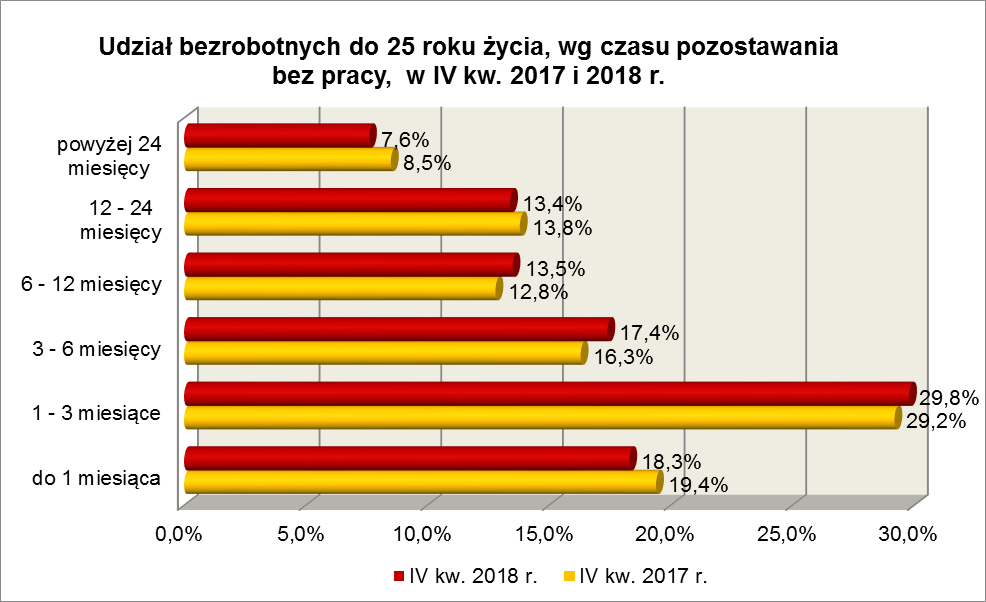 Udział bezrobotnych do 25 roku życia, wg czasu pozostawania
bez pracy, w IV kw. 2017 i 2018 r.
powyżej 24
miesięcy
7,6%
8,5%
12 - 24
miesięcy
13,4%
13,8%
6 - 12 miesięcy
13,5%
12,8%
3 - 6 miesięcy
17,4%
16,3%
1 - 3 miesiące
29,8%
29,2%
do 1 miesiąca
18,3%
19,4%
0,0% 5,0% 10,0% 15,0% 20,0% 25,0% 30,0%
IV kw. 2018 r. IV kw. 2017 r.